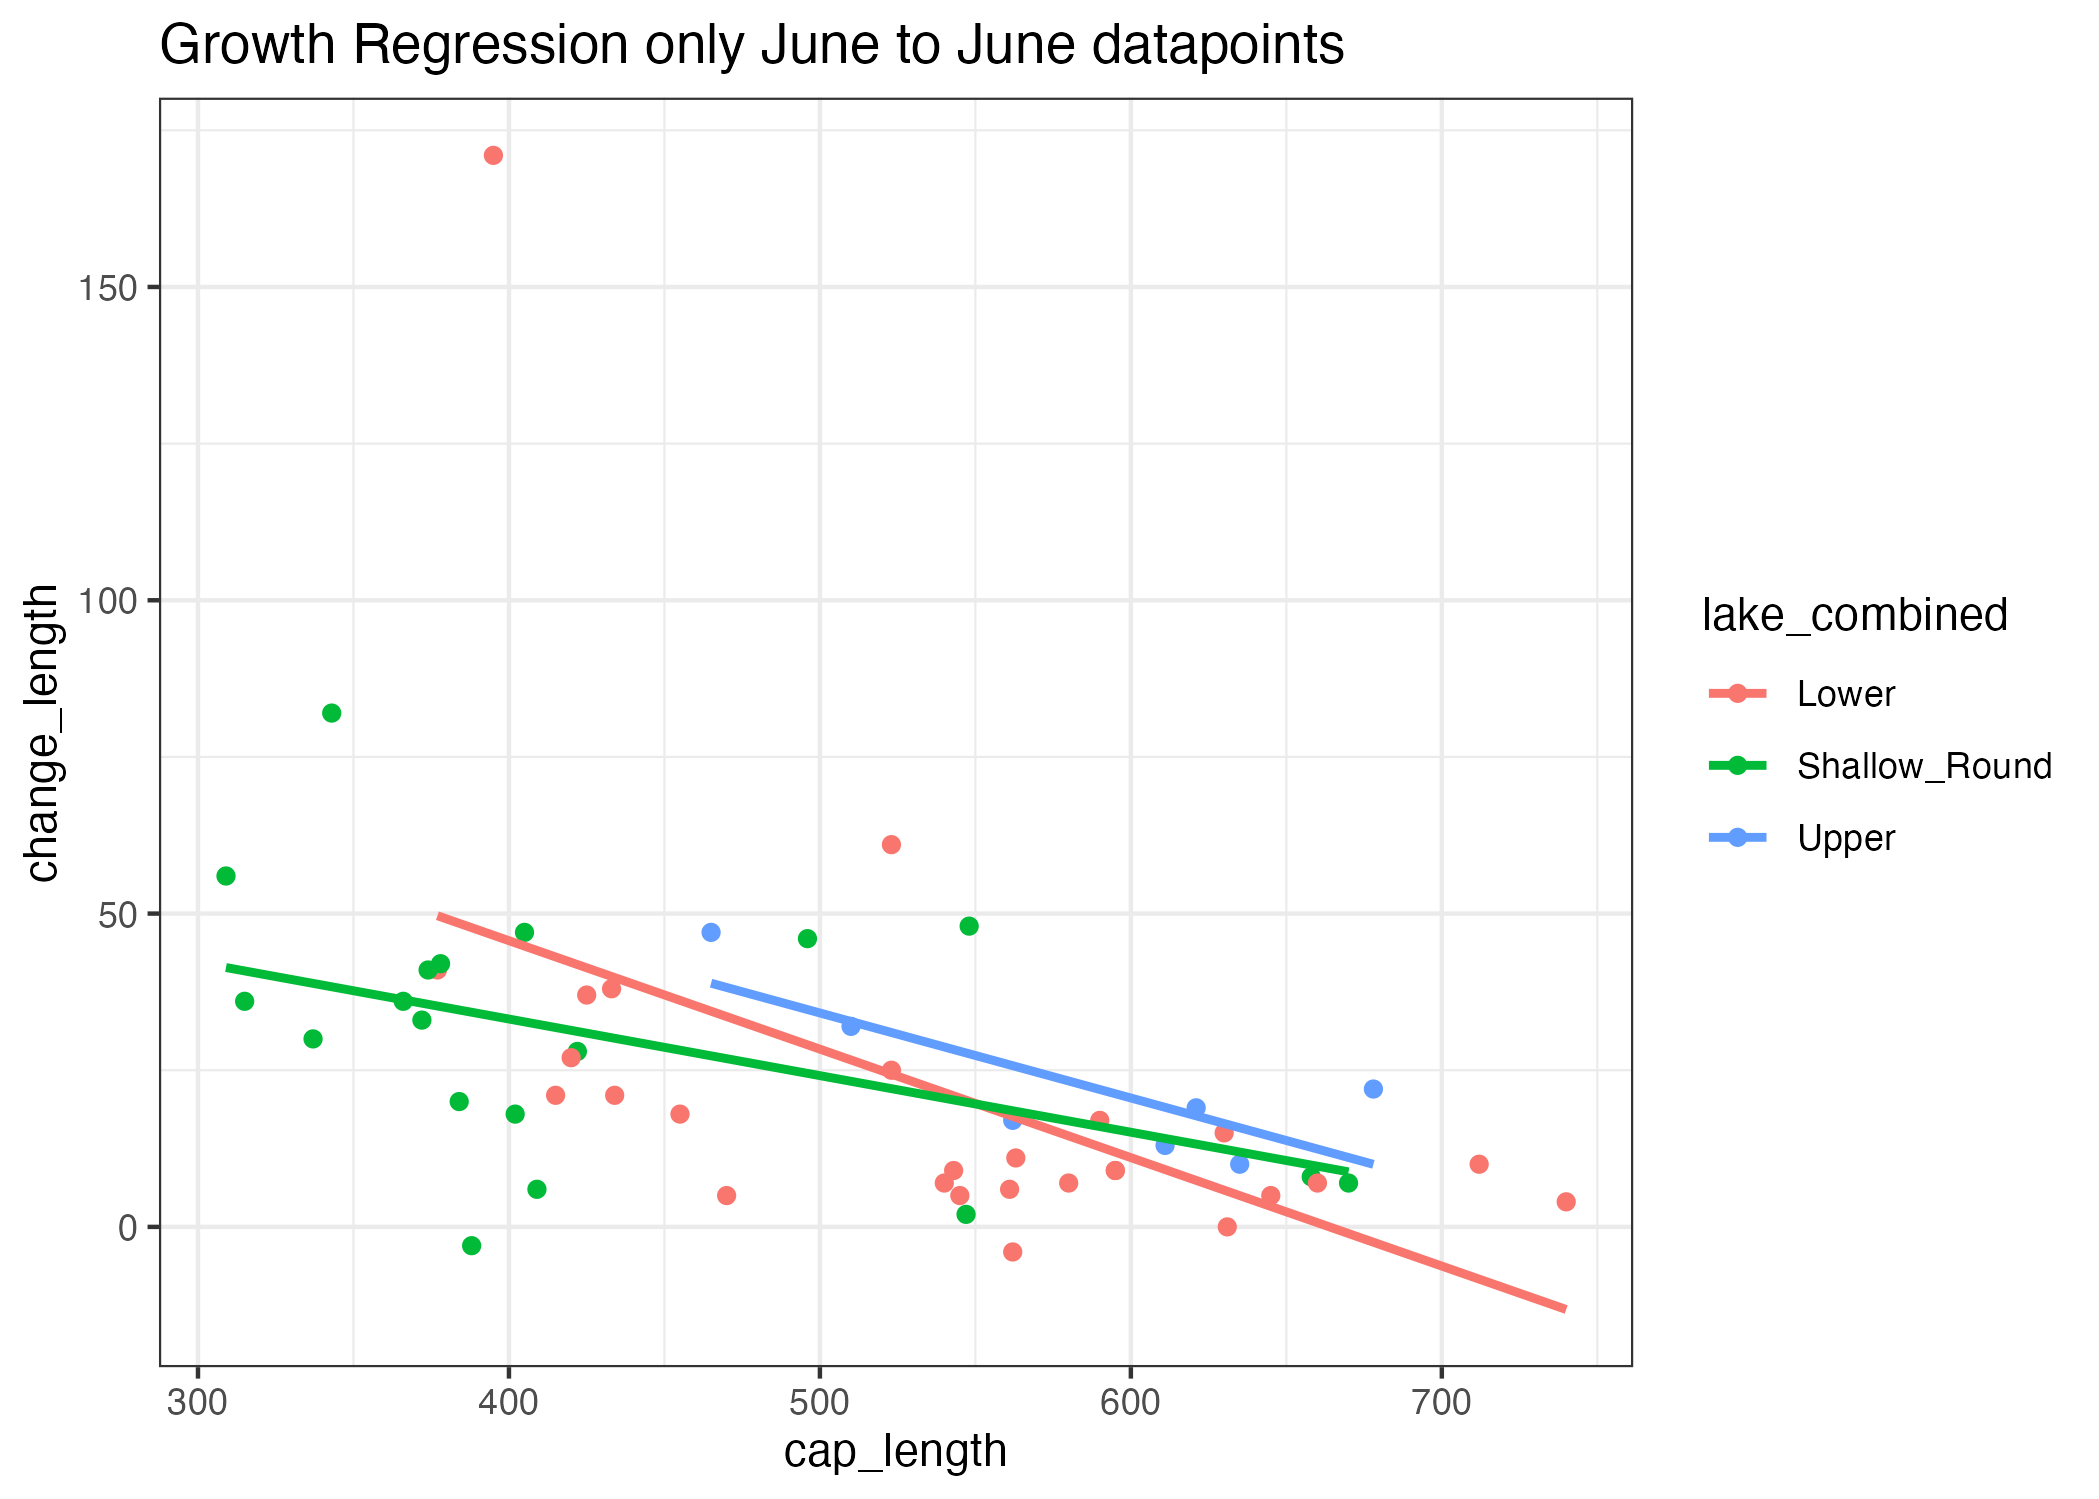 Growth Regression only June to June datapoints
change_length
150
100
50
0
300 400 500 600 700
cap_length
lake_combined
Lower
Shallow_Round
Upper